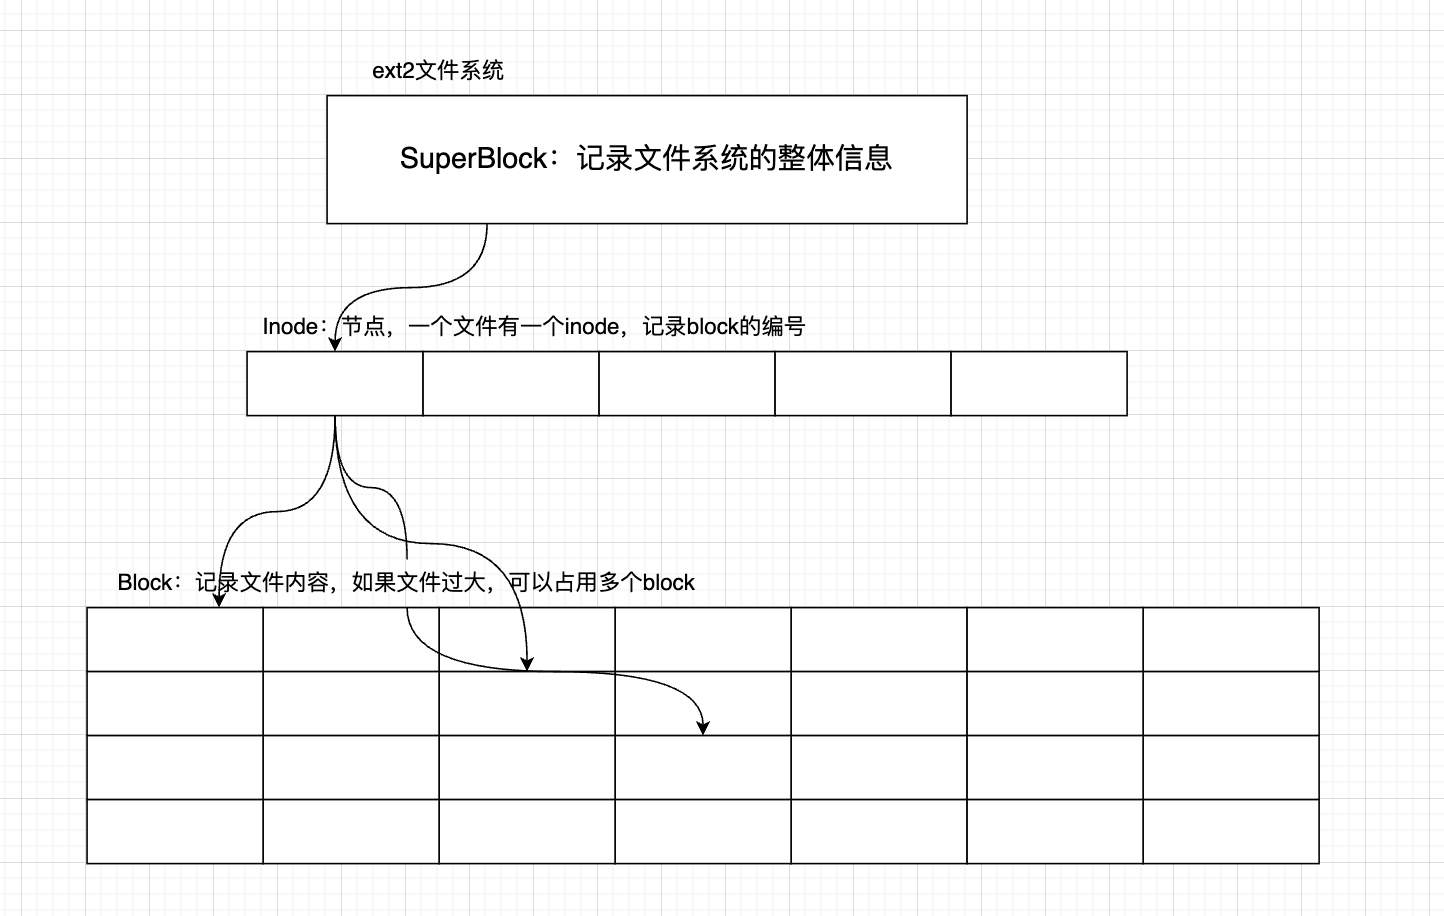 ext2文件系统
SuperBlock：记录文件系统的整体信息
Inode：节点，一个文件有一个inode，记录block的编号
Block：记录文件内容，如果文件过大，可以占用多个block